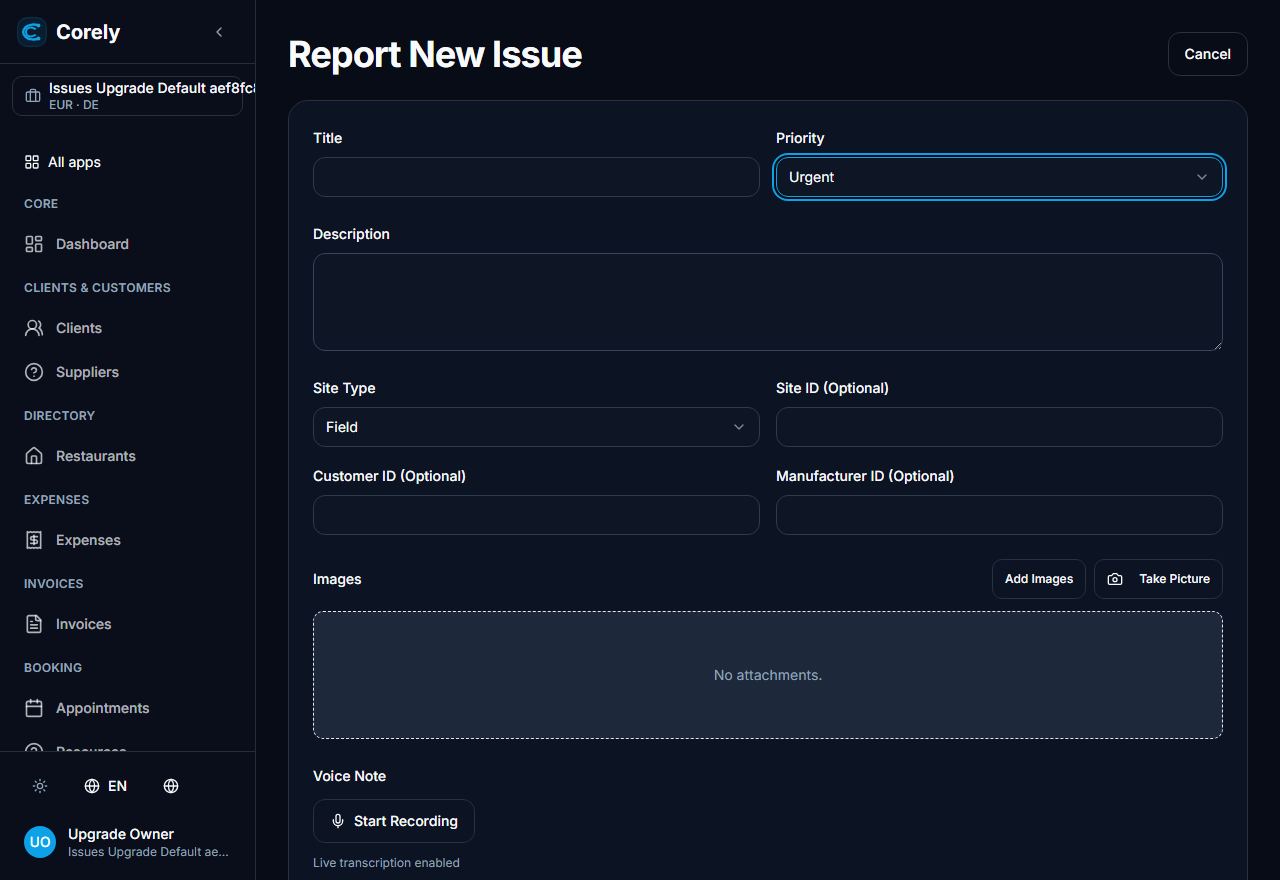 Corely
Issues Upgrade Default aef8fc
EUR · DE
All apps
CORE
Dashboard
CLIENTS & CUSTOMERS
Clients
Suppliers
DIRECTORY
Restaurants
EXPENSES
Expenses
INVOICES
Invoices
BOOKING
Appointments
Resources
EN
UO
Upgrade Owner
Issues Upgrade Default ae...
Report New Issue
Cancel
Title
Priority
Urgent
Description
Site Type
Site ID (Optional)
Field
Customer ID (Optional)
Manufacturer ID (Optional)
Images
Add Images
Take Picture
No attachments.
Voice Note
Start Recording
Live transcription enabled